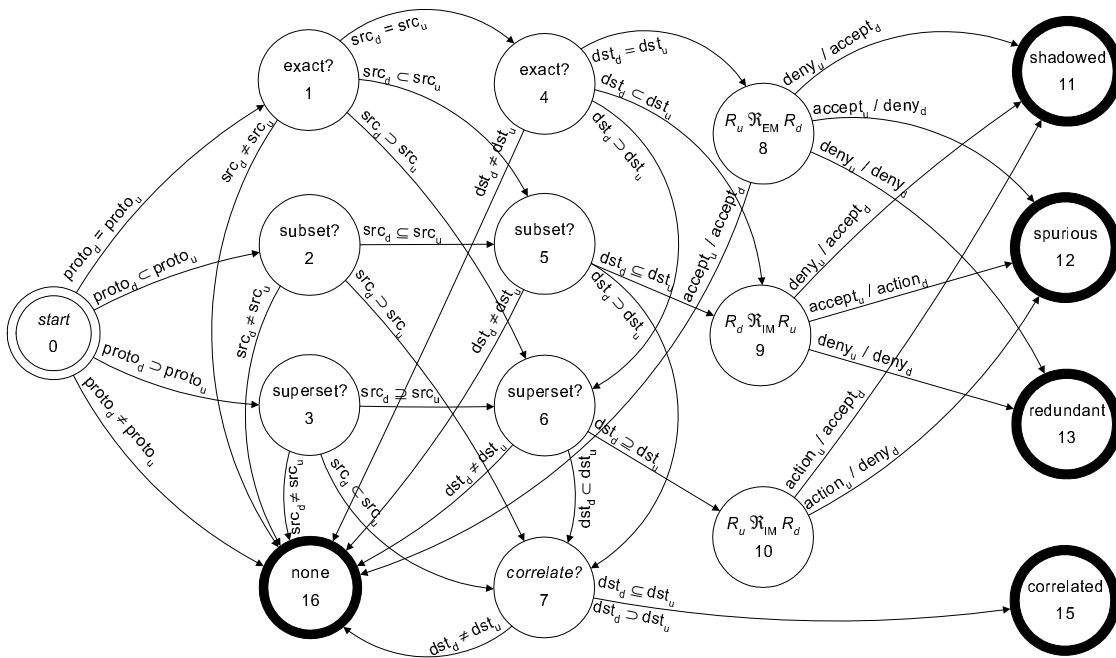 start
0
proto_d = proto_u
proto_d ⊂ proto_u
proto_d ⊃ proto_u
proto_d ≠ proto_u
exact?
1
src_d = src_u
src_d ⊂ src_u
src_d ⊃ src_u
src_d ≠ src_u
subset?
2
src_d ⊆ src_u
src_d ⊃ src_u
src_d ≠ src_u
superset?
3
src_d ⊇ src_u
src_d ⊂ src_u
src_d ≠ src_u
exact?
4
dst_d = dst_u
dst_d ⊂ dst_u
dst_d ⊃ dst_u
dst_d ≠ dst_u
subset?
5
dst_d ⊆ dst_u
dst_d ⊃ dst_u
dst_d ≠ dst_u
superset?
6
dst_d ⊇ dst_u
dst_d ⊂ dst_u
dst_d ≠ dst_u
correlate?
7
dst_d ⊆ dst_u
dst_d ⊃ dst_u
dst_d ≠ dst_u
R_u ℜ_EM R_d
8
deny_u / accept_d
accept_u / deny_d
deny_u / deny_d
accept_u / accept_d
R_d ℜ_IM R_u
9
deny_u / accept_d
accept_u / action_d
deny_u / deny_d
R_u ℜ_IM R_d
10
action_u / accept_d
action_u / deny_d
shadowed
11
spurious
12
redundant
13
correlated
15
none
16